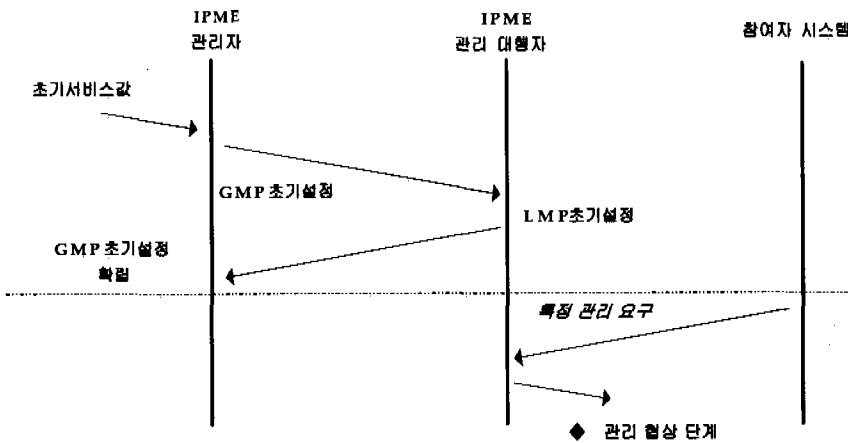 IPME
관리자
IPME
관리 대행자
참여자 시스템
초기서비스값
GMP 초기설정
LMP초기설정
GMP 초기설정
확립
특정 관리 요구
◆ 관리 협상 단계